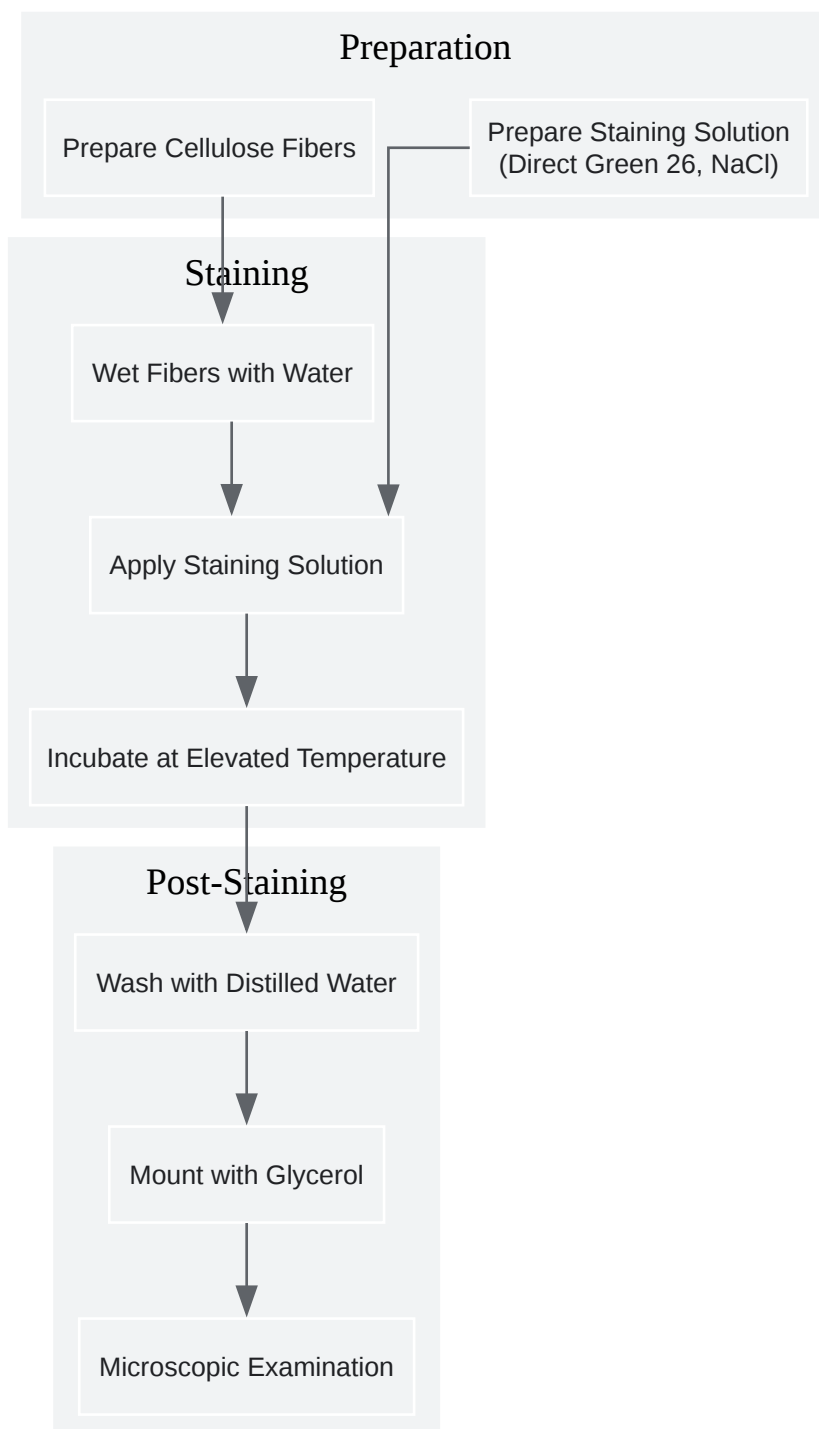 Preparation
Prepare Cellulose Fibers
Prepare Staining Solution
(Direct Green 26, NaCl)
Staining
Wet Fibers with Water
Apply Staining Solution
Incubate at Elevated Temperature
Post-Staining
Wash with Distilled Water
Mount with Glycerol
Microscopic Examination